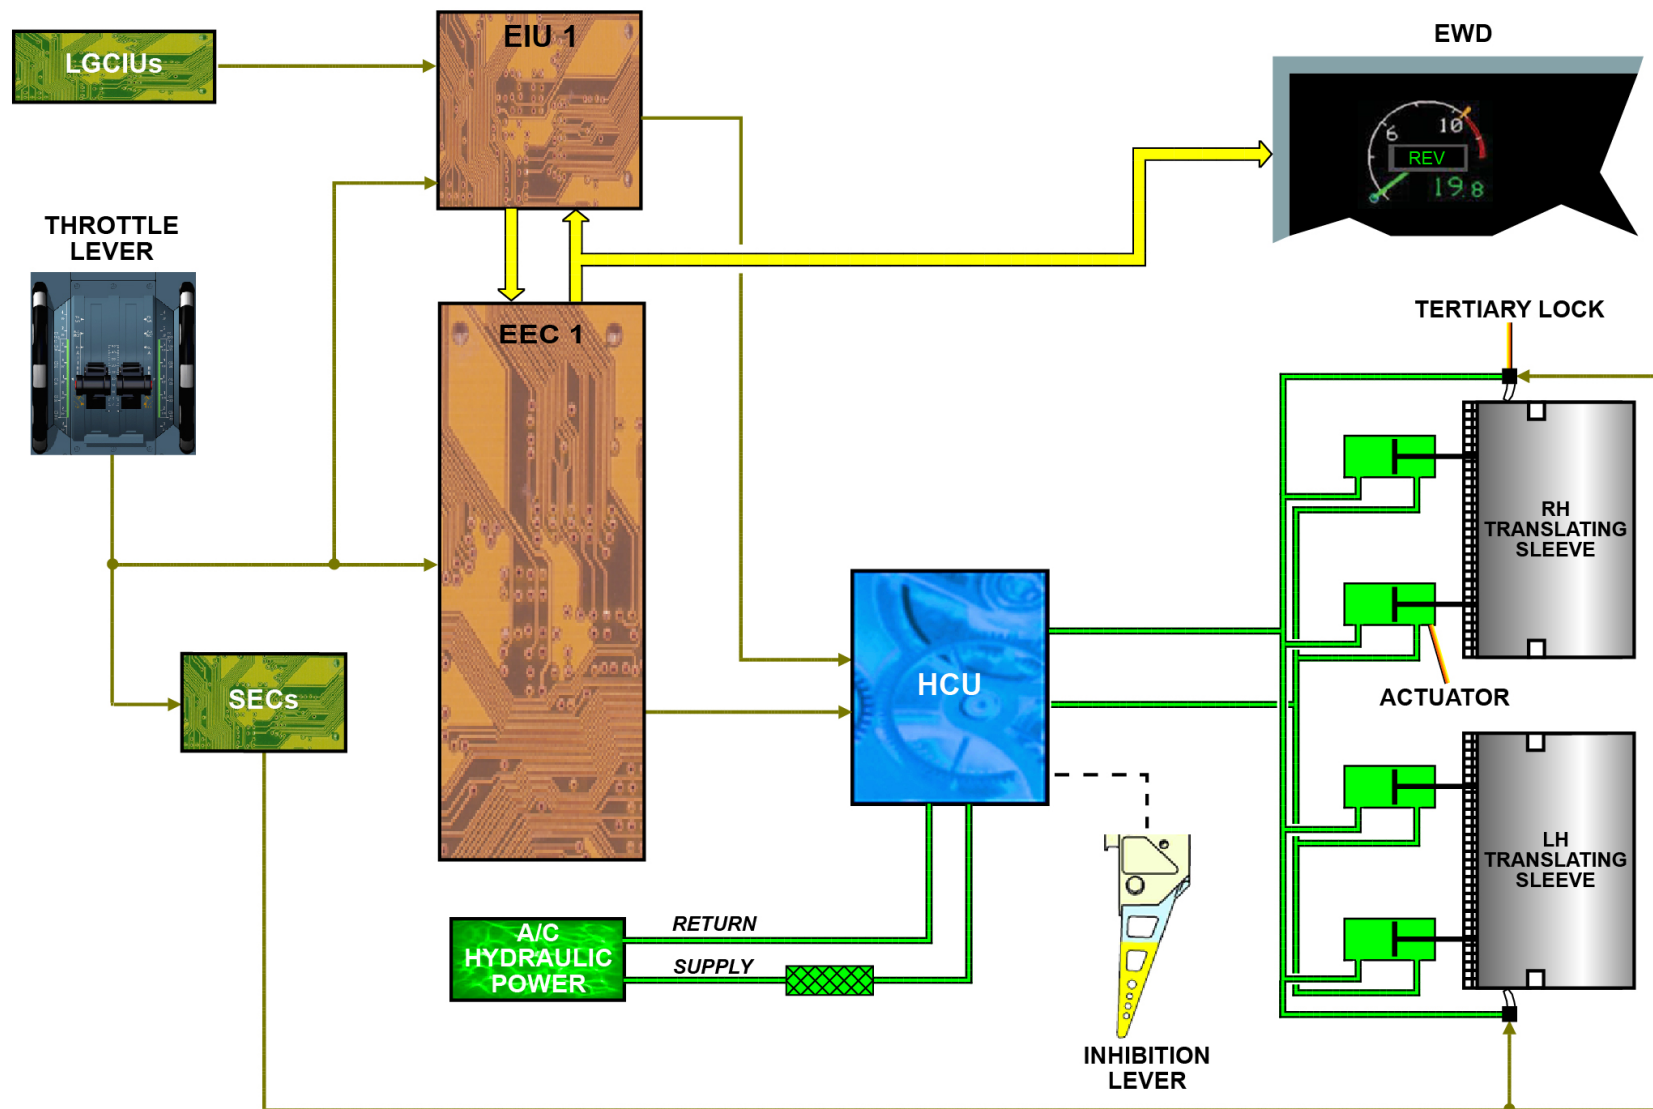 EIU 1
EWD
LGCIUs
10
6
REV
19.8
THROTTLE
LEVER
TERTIARY LOCK
EEC 1
RH
TRANSLATING
SLEEVE
SECs
HCU
ACTUATOR
LH
TRANSLATING
SLEEVE
A/C
HYDRAULIC
POWER
RETURN
SUPPLY
INHIBITION
LEVER